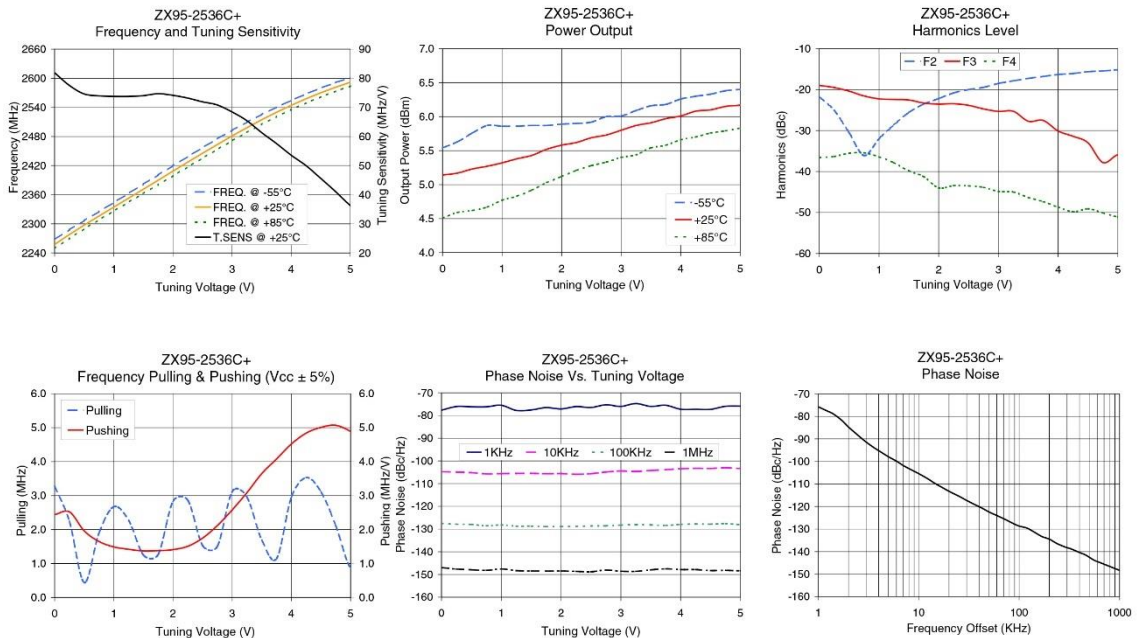 ZX95-2536C+
Frequency and Tuning Sensitivity
Frequency (MHz)
2660
2600
2540
2480
2420
2360
2300
2240
90
80
70
60
50
40
30
20
Tuning Sensitivity (MHz/V)
FREQ. @ -55°C
FREQ. @ +25°C
FREQ. @ +85°C
T.SENS @ +25°C
0 1 2 3 4 5
Tuning Voltage (V)
ZX95-2536C+
Power Output
Output Power (dBm)
7.0
6.5
6.0
5.5
5.0
4.5
4.0
-55°C
+25°C
+85°C
0 1 2 3 4 5
Tuning Voltage (V)
ZX95-2536C+
Harmonics Level
Harmonics (dBc)
-10
-20
-30
-40
-50
-60
F2 F3 F4
0 1 2 3 4 5
Tuning Voltage (V)
ZX95-2536C+
Frequency Pulling & Pushing (Vcc ± 5%)
Pulling (MHz)
6.0
5.0
4.0
3.0
2.0
1.0
0.0
Pulling
Pushing
6.0
5.0
4.0
3.0
2.0
1.0
0.0
Pushing (MHz/V)
0 1 2 3 4 5
Tuning Voltage (V)
ZX95-2536C+
Phase Noise Vs. Tuning Voltage
Phase Noise (dBc/Hz)
-70
-80
-90
-100
-110
-120
-130
-140
-150
-160
1KHz 10KHz 100KHz 1MHz
0 1 2 3 4 5
Tuning Voltage (V)
ZX95-2536C+
Phase Noise
Phase Noise (dBc/Hz)
-70
-80
-90
-100
-110
-120
-130
-140
-150
-160
1 10 100 1000
Frequency Offset (KHz)